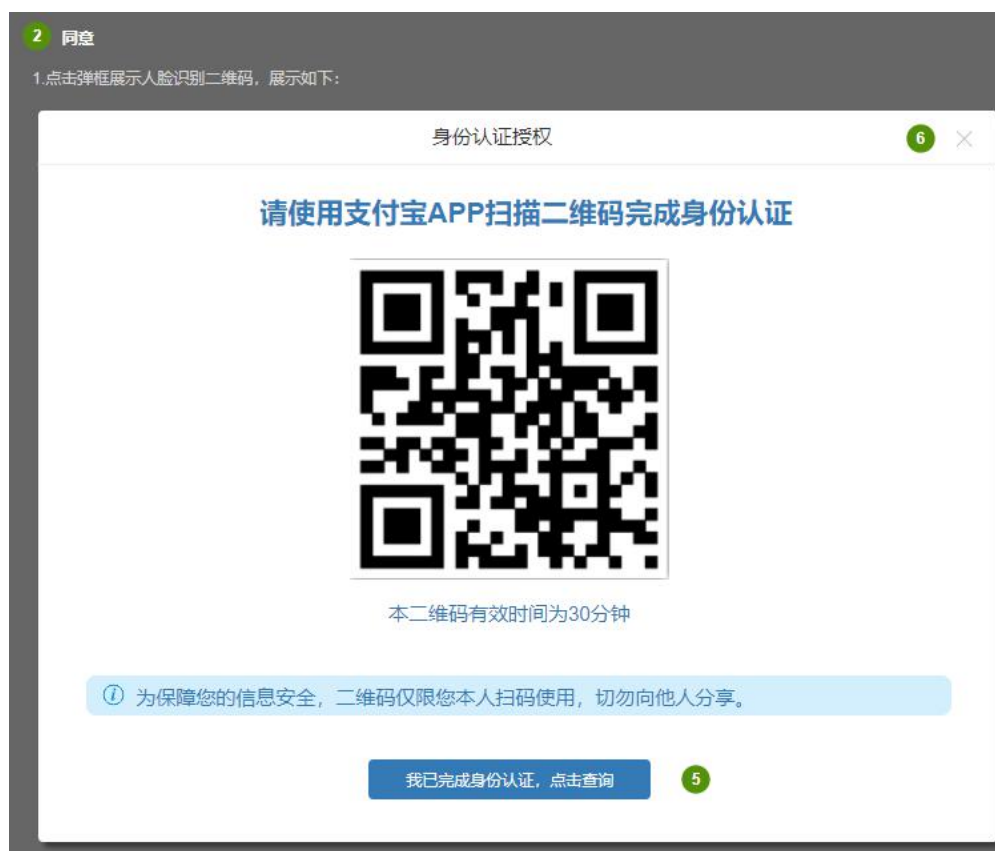 2 同意
1.点击弹框展示人脸识别二维码，展示如下：
身份认证授权 6
请使用支付宝APP扫描二维码完成身份认证
本二维码有效时间为30分钟
为保障您的信息安全，二维码仅限您本人扫码使用，切勿向他人分享。
我已完成身份认证，点击查询 5